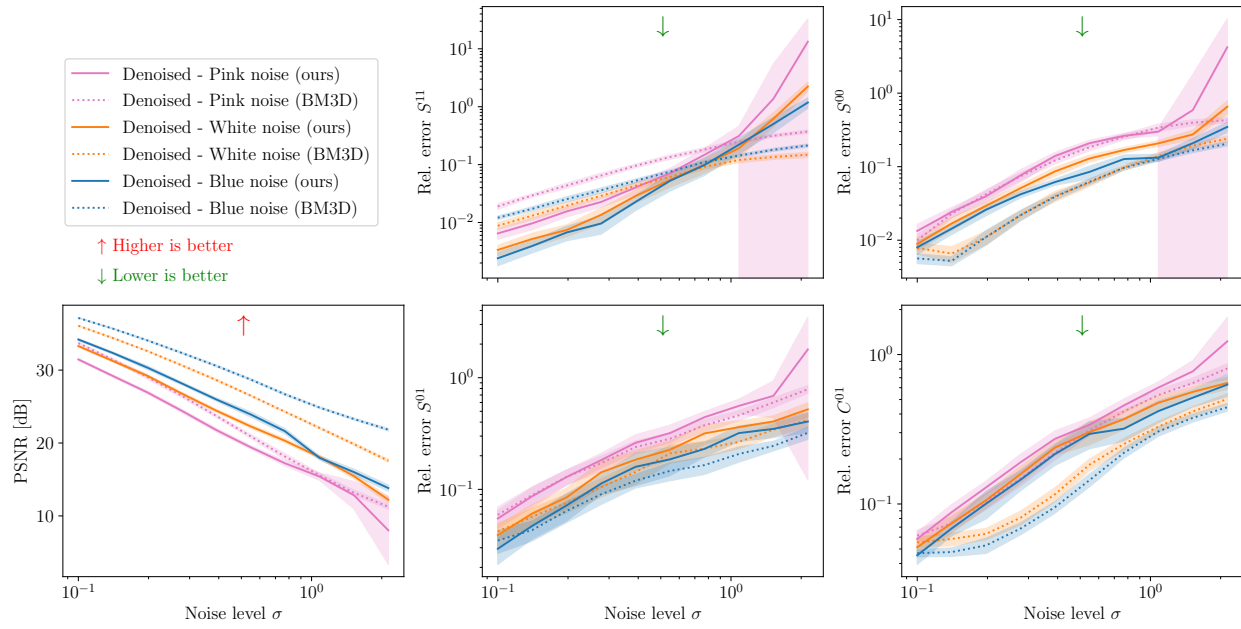 Denoised - Pink noise (ours)
Denoised - Pink noise (BM3D)
Denoised - White noise (ours)
Denoised - White noise (BM3D)
Denoised - Blue noise (ours)
Denoised - Blue noise (BM3D)
↑ Higher is better
↓ Lower is better
Rel. error S¹¹
10¹
10⁰
10⁻¹
10⁻²
↓
Rel. error S⁰⁰
10¹
10⁰
10⁻¹
10⁻²
↓
PSNR [dB]
30
20
10
↑
10⁻¹
10⁰
Noise level σ
Rel. error S⁰¹
10⁰
10⁻¹
↓
10⁻¹
10⁰
Noise level σ
Rel. error C⁰¹
10⁰
10⁻¹
↓
10⁻¹
10⁰
Noise level σ